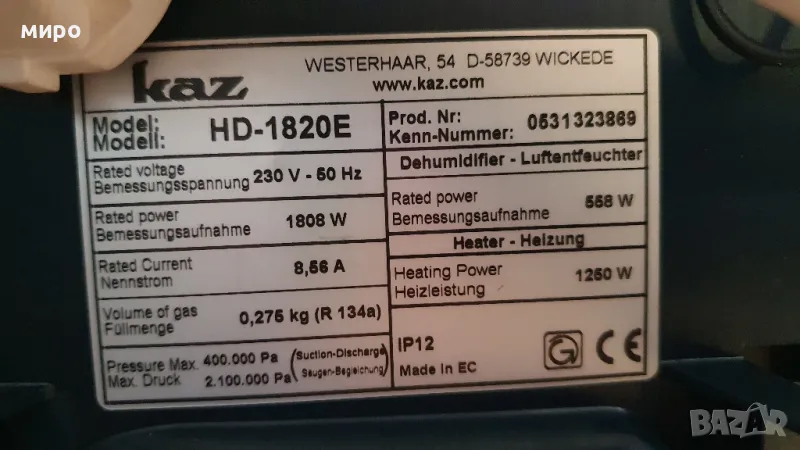 миро
kaz
WESTERHAAR, 54 D-58739 WICKEDE
www.kaz.com
Model:
Modell:
HD-1820E
Prod. Nr:
Kenn-Nummer:
0531323869
Rated voltage
Bemessungsspannung
230 V - 50 Hz
Dehumidifier - Luftentfeuchter
Rated power
Bemessungsaufnahme
558 W
Rated power
Bemessungsaufnahme
1808 W
Heater - Heizung
Rated Current
Nennstrom
8,56 A
Heating Power
Heizleistung
1250 W
Volume of gas
Füllmenge
0,275 kg (R 134a)
Pressure Max. 400.000 Pa
Max. Druck 2.100.000 Pa
(Suction-Discharge
Saugen-Begleichung)
IP12
Made in EC
G CE
BAZAR